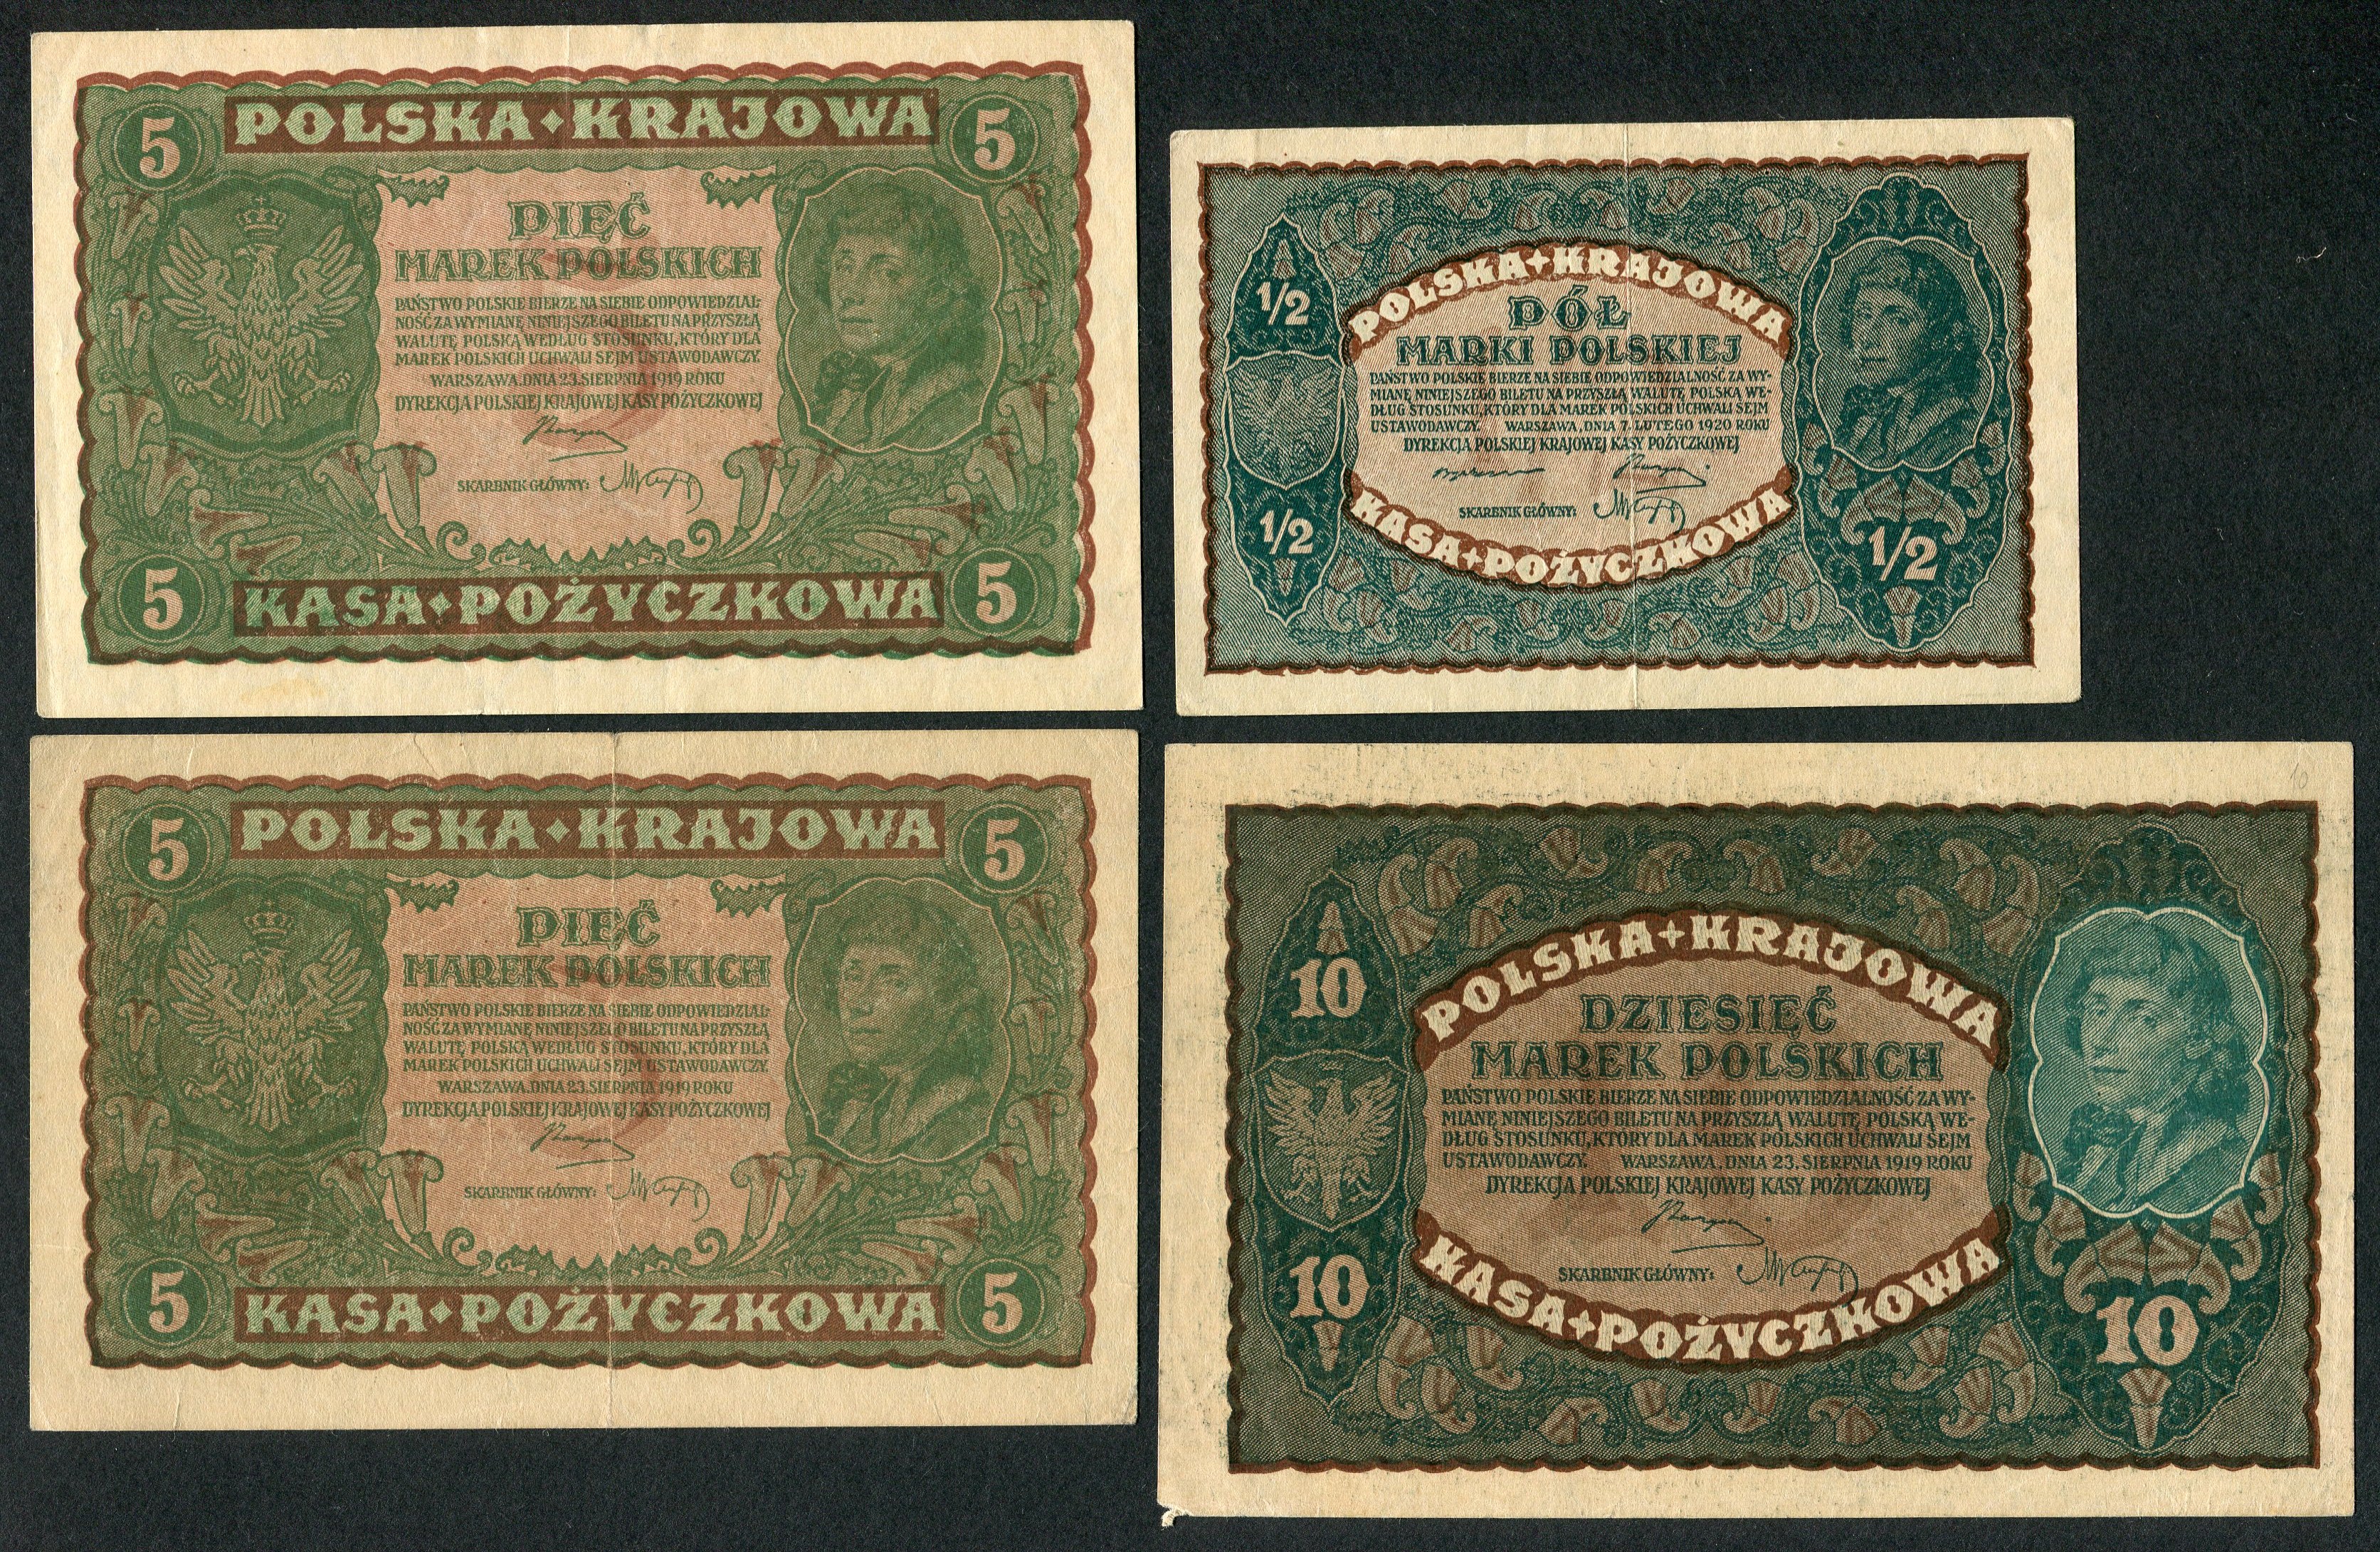 5 POLSKA KRAJOWA 5
PIĘĆ
MAREK POLSKICH
PAŃSTWO POLSKIE BIERZE NA SIEBIE ODPOWIEDZIAL-
NOŚĆ ZA WYMIANĘ NINIEJSZEGO BILETU NA PRZYSZŁĄ
WALUTĘ POLSKĄ WEDŁUG STOSUNKU, KTÓRY DLA
MAREK POLSKICH UCHWALI SEJM USTAWODAWCZY.
WARSZAWA, DNIA 23. SIERPNIA 1919 ROKU
DYREKCJA POLSKIEJ KRAJOWEJ KASY POŻYCZKOWEJ
SKARBNIK GŁÓWNY:
5 KASA POŻYCZKOWA 5
POLSKA+KRAJOWA
1/2
PÓŁ
MARKI POLSKIEJ
PAŃSTWO POLSKIE BIERZE NA SIEBIE ODPOWIEDZIALNOŚĆ ZA WY-
MIANĘ NINIEJSZEGO BILETU NA PRZYSZŁĄ WALUTĘ POLSKĄ WE-
DŁUG STOSUNKU, KTÓRY DLA MAREK POLSKICH UCHWALI SEJM
USTAWODAWCZY. WARSZAWA, DNIA 7. LUTEGO 1920 ROKU
DYREKCJA POLSKIEJ KRAJOWEJ KASY POŻYCZKOWEJ
SKARBNIK GŁÓWNY:
1/2
KASA+POŻYCZKOWA
1/2
5 POLSKA KRAJOWA 5
PIĘĆ
MAREK POLSKICH
PAŃSTWO POLSKIE BIERZE NA SIEBIE ODPOWIEDZIAL-
NOŚĆ ZA WYMIANĘ NINIEJSZEGO BILETU NA PRZYSZŁĄ
WALUTĘ POLSKĄ WEDŁUG STOSUNKU, KTÓRY DLA
MAREK POLSKICH UCHWALI SEJM USTAWODAWCZY.
WARSZAWA, DNIA 23. SIERPNIA 1919 ROKU
DYREKCJA POLSKIEJ KRAJOWEJ KASY POŻYCZKOWEJ
SKARBNIK GŁÓWNY:
5 KASA POŻYCZKOWA 5
10
POLSKA+KRAJOWA
10
DZIESIĘĆ
MAREK POLSKICH
PAŃSTWO POLSKIE BIERZE NA SIEBIE ODPOWIEDZIALNOŚĆ ZA WY-
MIANĘ NINIEJSZEGO BILETU NA PRZYSZŁĄ WALUTĘ POLSKĄ WE-
DŁUG STOSUNKU, KTÓRY DLA MAREK POLSKICH UCHWALI SEJM
USTAWODAWCZY. WARSZAWA, DNIA 23. SIERPNIA 1919 ROKU
DYREKCJA POLSKIEJ KRAJOWEJ KASY POŻYCZKOWEJ
SKARBNIK GŁÓWNY:
10
KASA+POŻYCZKOWA
10